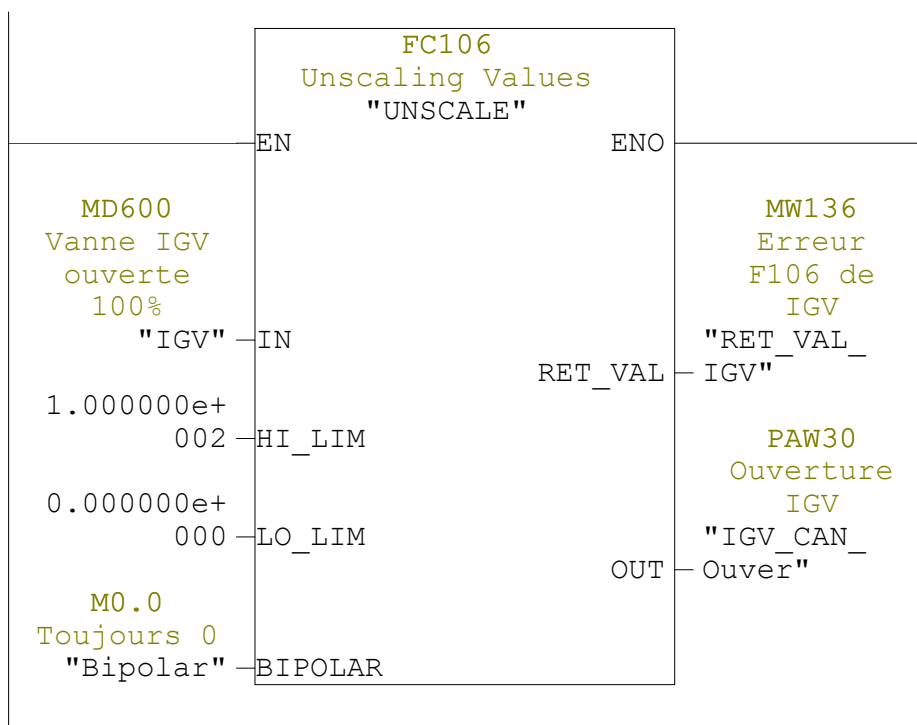 FC106
Unscaling Values
"UNSCALE"
EN
ENO
MD600
Vanne IGV
ouverte
100%
"IGV"
IN
MW136
Erreur
F106 de
IGV
"RET_VAL_
RET_VAL
IGV"
1.000000e+
002
HI_LIM
PAW30
Ouverture
IGV
"IGV_CAN_
OUT
Ouver"
0.000000e+
000
LO_LIM
M0.0
Toujours 0
"Bipolar"
BIPOLAR